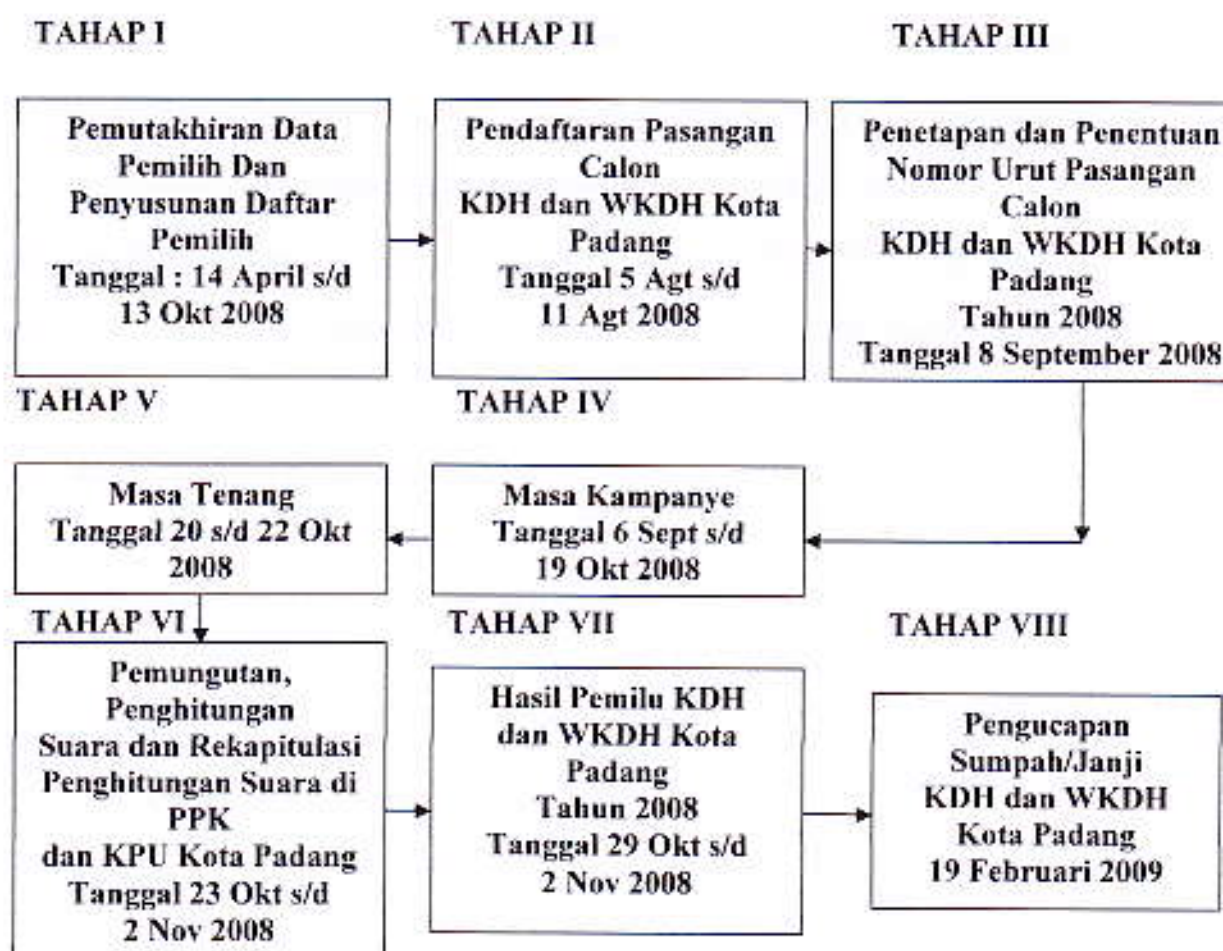 TAHAP I
Pemutakhiran Data
Pemilih Dan
Penyusunan Daftar
Pemilih
Tanggal : 14 April s/d
13 Okt 2008
TAHAP II
Pendaftaran Pasangan
Calon
KDH dan WKDH Kota
Padang
Tanggal 5 Agt s/d
11 Agt 2008
TAHAP III
Penetapan dan Penentuan
Nomor Urut Pasangan
Calon
KDH dan WKDH Kota
Padang
Tahun 2008
Tanggal 8 September 2008
TAHAP IV
Masa Kampanye
Tanggal 6 Sept s/d
19 Okt 2008
TAHAP V
Masa Tenang
Tanggal 20 s/d 22 Okt
2008
TAHAP VI
Pemungutan,
Penghitungan
Suara dan Rekapitulasi
Penghitungan Suara di
PPK
dan KPU Kota Padang
Tanggal 23 Okt s/d
2 Nov 2008
TAHAP VII
Hasil Pemilu KDH
dan WKDH Kota
Padang
Tahun 2008
Tanggal 29 Okt s/d
2 Nov 2008
TAHAP VIII
Pengucapan
Sumpah/Janji
KDH dan WKDH
Kota Padang
19 Februari 2009